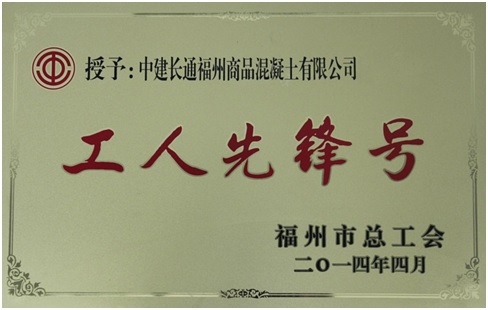 授予:中建长通福州商品混凝土有限公司
工人先锋号
福州市总工会
二〇一四年四月